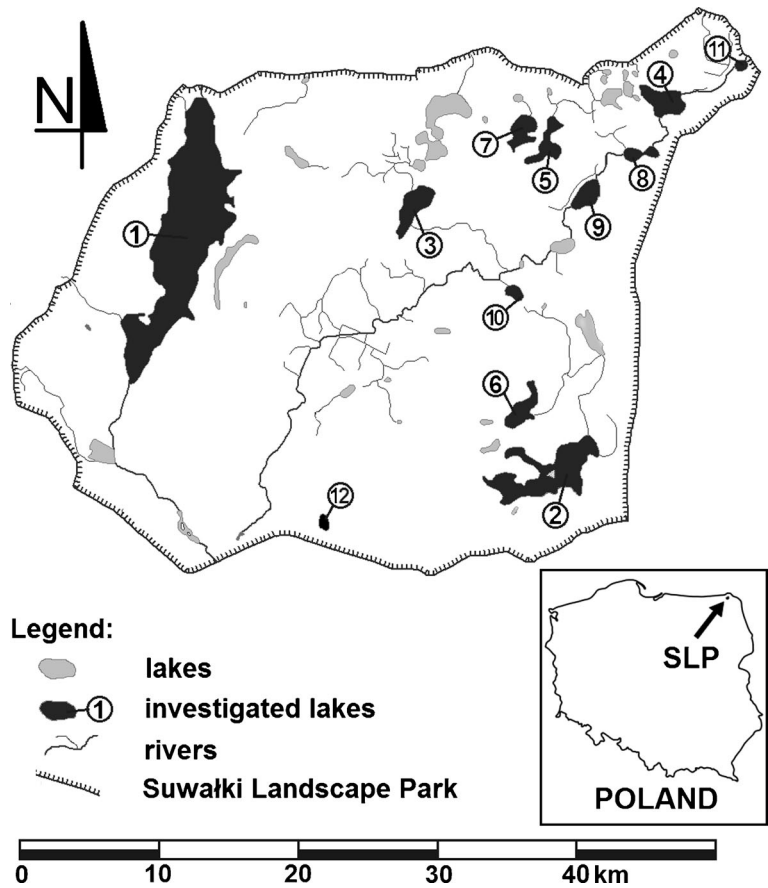 N
11
4
7
5
8
1
9
3
10
6
12
2
SLP
POLAND
Legend:
lakes
1 investigated lakes
rivers
Suwałki Landscape Park
0 10 20 30 40 km